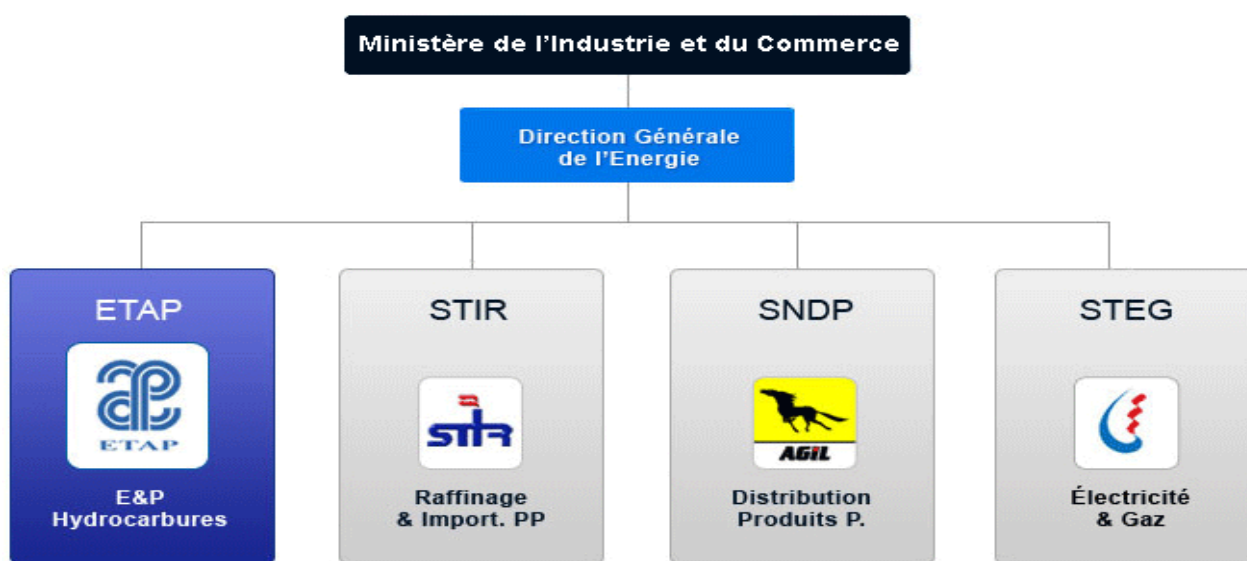 Ministère de l'Industrie et du Commerce
Direction Générale
de l'Energie
ETAP
ETAP
E&P
Hydrocarbures
STIR
STIR
Raffinage
& Import. PP
SNDP
AGIL
Distribution
Produits P.
STEG
Électricité
& Gaz